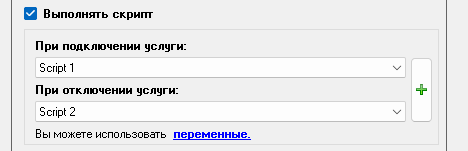 Выполнять скрипт
При подключении услуги:
Script 1
При отключении услуги:
Script 2
Вы можете использовать переменные.